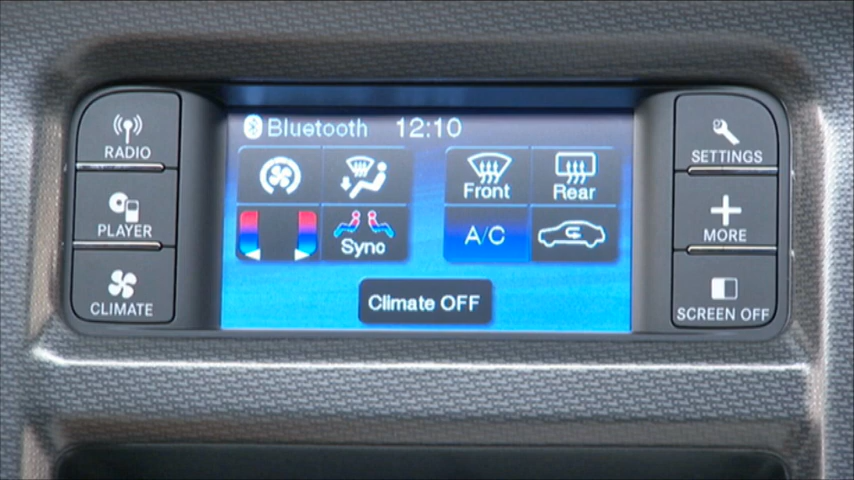 RADIO
PLAYER
CLIMATE
Bluetooth 12:10
Front
Rear
Sync
A/C
Climate OFF
SETTINGS
MORE
SCREEN OFF